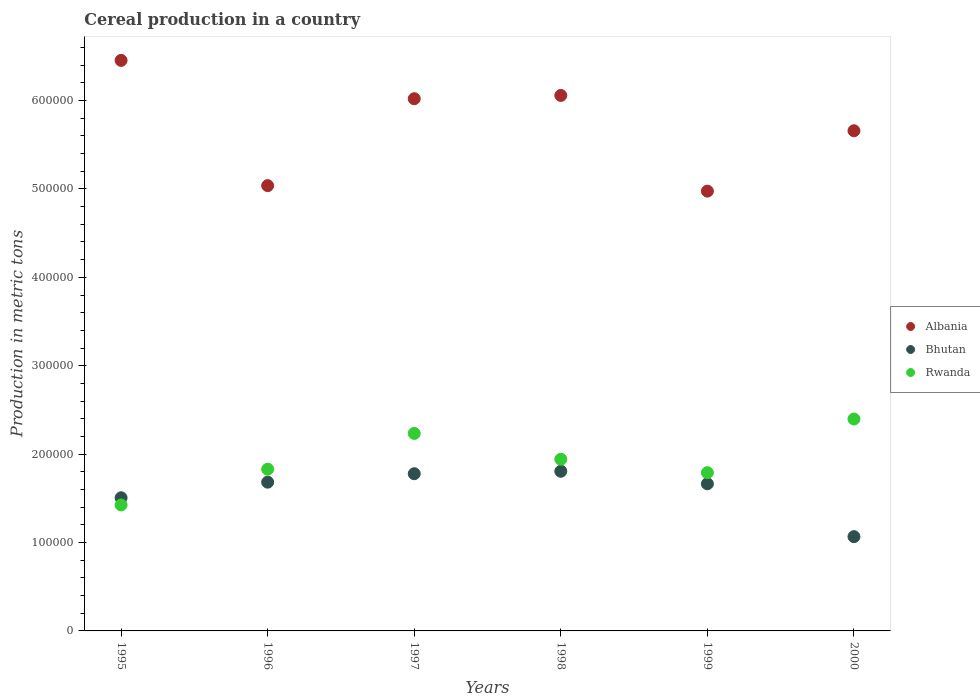 Cereal production in a country
Production in metric tons
600000
500000
400000
300000
200000
100000
0
1995
1996
1997
1998
1999
2000
Years
Albania
Bhutan
Rwanda